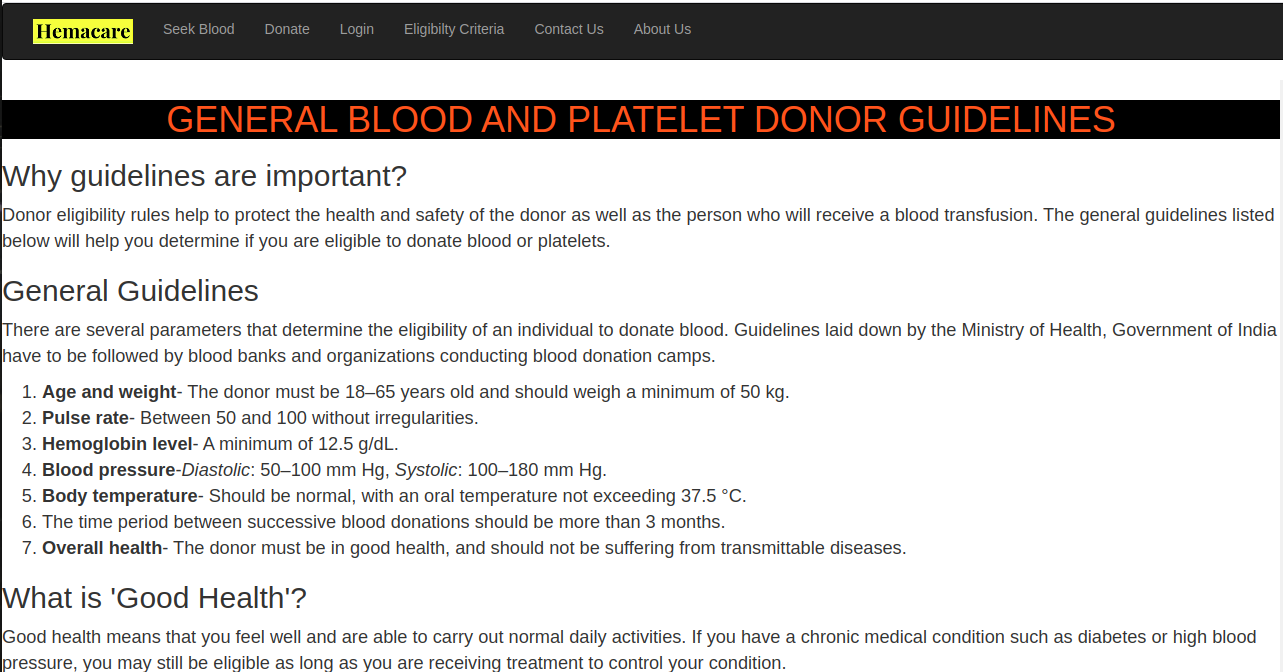 Hemacare Seek Blood Donate Login Eligibilty Criteria Contact Us About Us
GENERAL BLOOD AND PLATELET DONOR GUIDELINES
Why guidelines are important?
Donor eligibility rules help to protect the health and safety of the donor as well as the person who will receive a blood transfusion. The general guidelines listed
below will help you determine if you are eligible to donate blood or platelets.
General Guidelines
There are several parameters that determine the eligibility of an individual to donate blood. Guidelines laid down by the Ministry of Health, Government of India
have to be followed by blood banks and organizations conducting blood donation camps.
1. Age and weight- The donor must be 18–65 years old and should weigh a minimum of 50 kg.
2. Pulse rate- Between 50 and 100 without irregularities.
3. Hemoglobin level- A minimum of 12.5 g/dL.
4. Blood pressure-Diastolic: 50–100 mm Hg, Systolic: 100–180 mm Hg.
5. Body temperature- Should be normal, with an oral temperature not exceeding 37.5 °C.
6. The time period between successive blood donations should be more than 3 months.
7. Overall health- The donor must be in good health, and should not be suffering from transmittable diseases.
What is 'Good Health'?
Good health means that you feel well and are able to carry out normal daily activities. If you have a chronic medical condition such as diabetes or high blood
pressure, you may still be eligible as long as you are receiving treatment to control your condition.